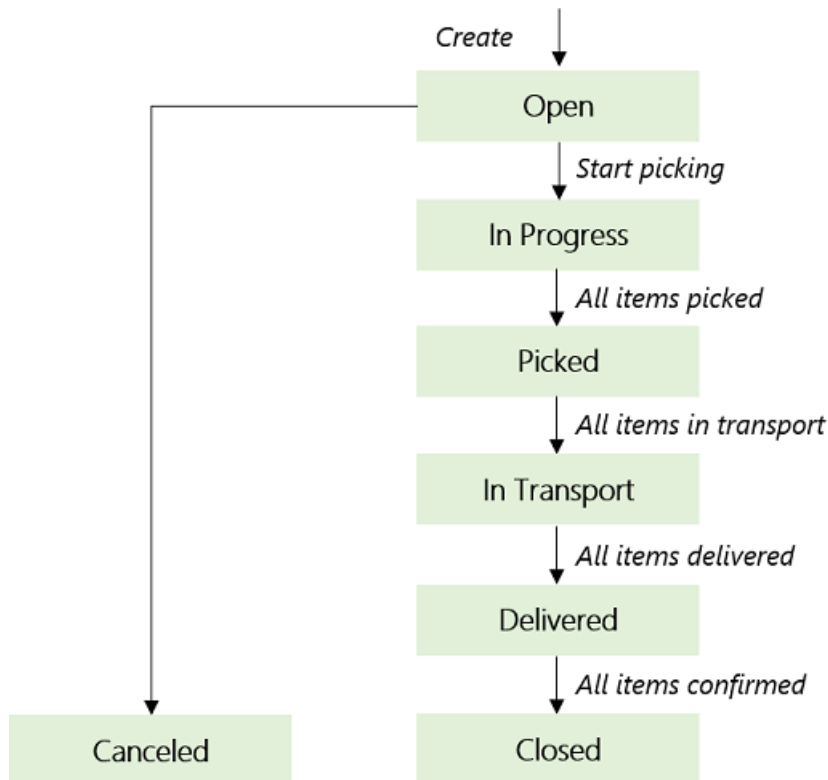 Create
Open
Start picking
In Progress
All items picked
Picked
All items in transport
In Transport
All items delivered
Delivered
All items confirmed
Canceled
Closed